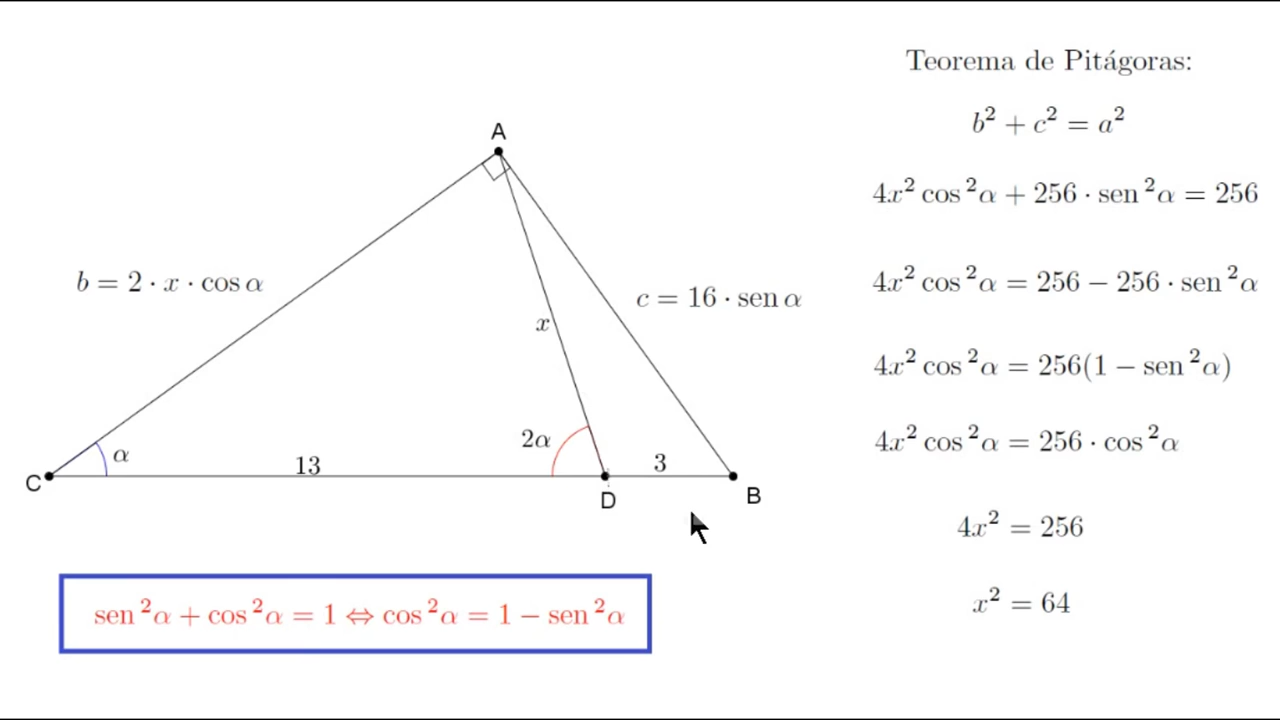 Teorema de Pitágoras:
b² + c² = a²
4x² cos²α + 256 · sen²α = 256
4x² cos²α = 256 − 256 · sen²α
4x² cos²α = 256(1 − sen²α)
4x² cos²α = 256 · cos²α
4x² = 256
x² = 64
A
b = 2 · x · cos α
c = 16 · sen α
x
2α
α
13
3
C
D
B
sen²α + cos²α = 1 ⇔ cos²α = 1 − sen²α